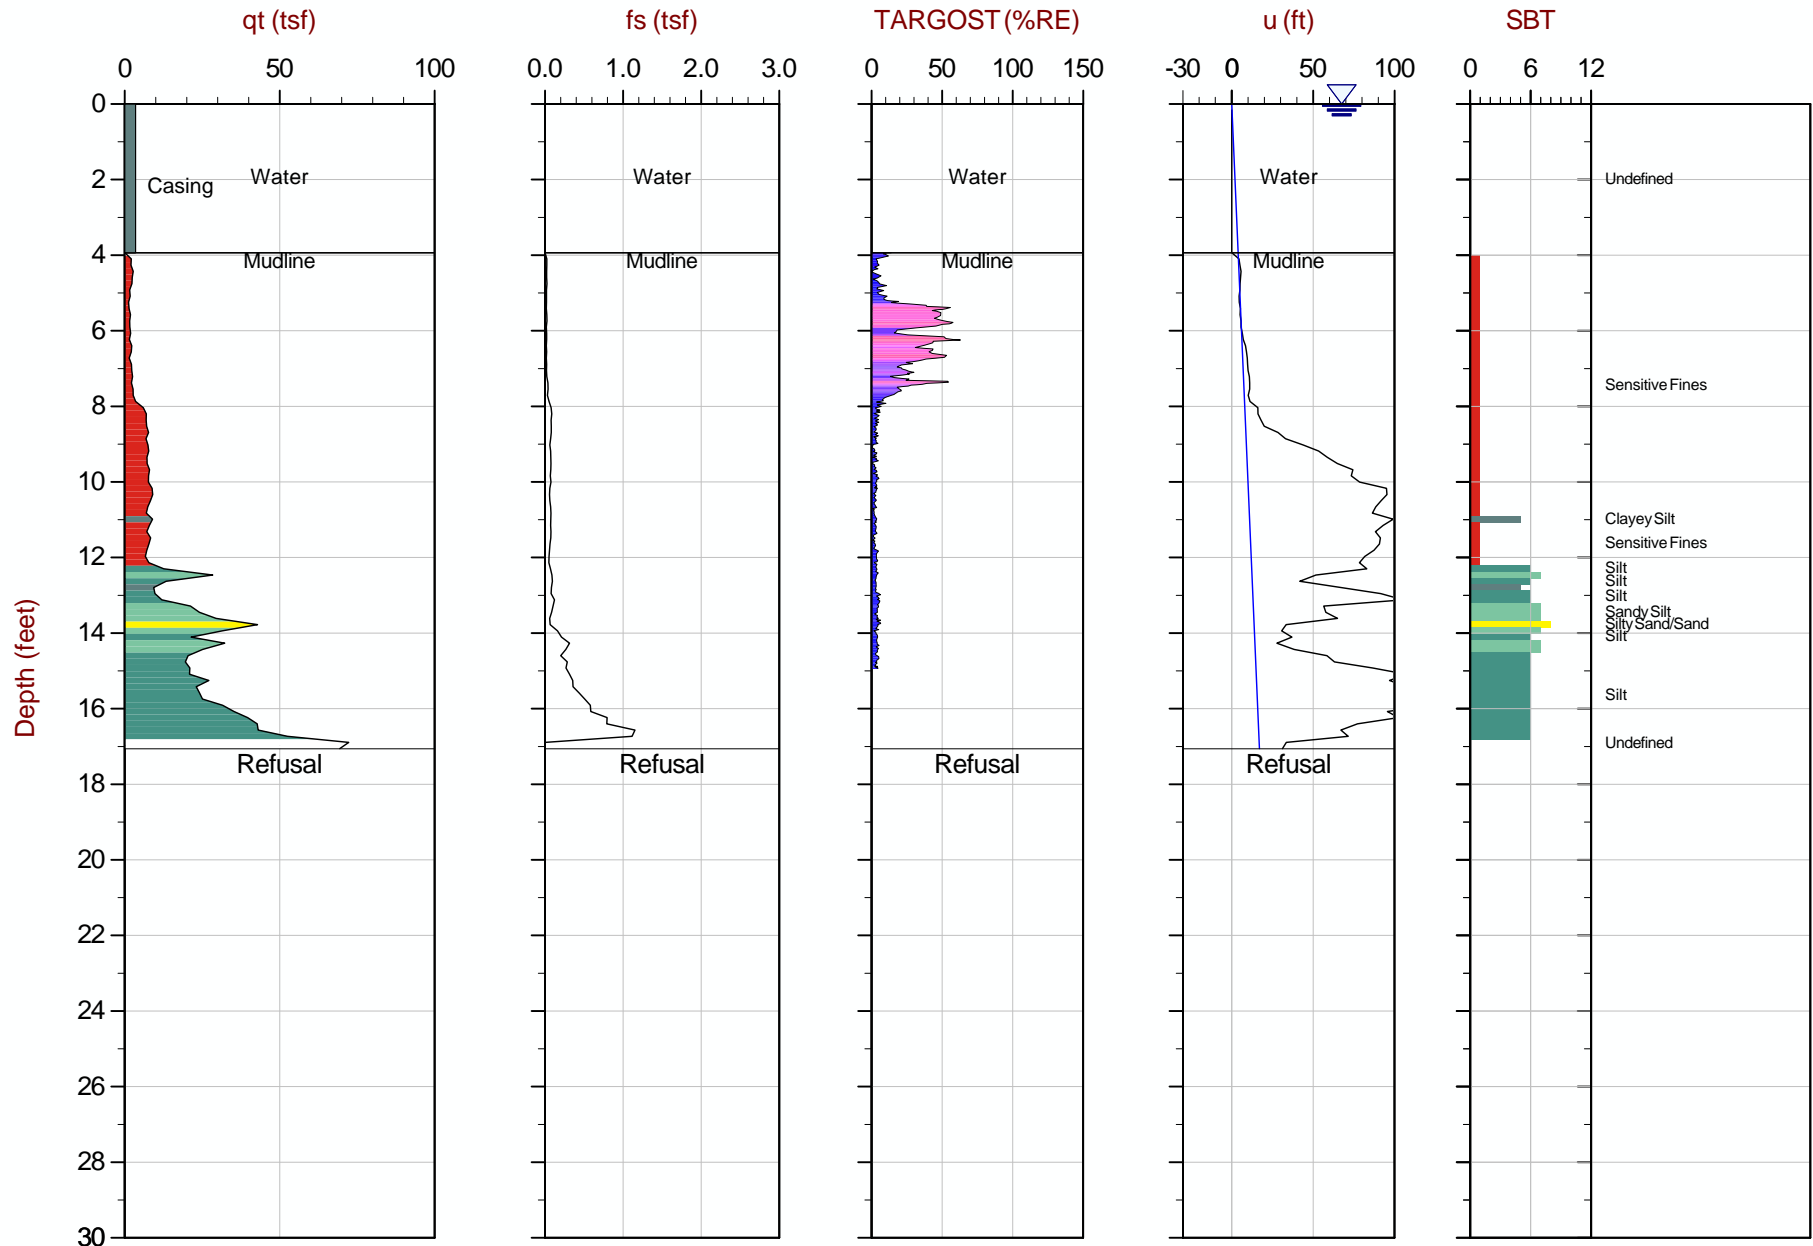 qt (tsf) fs (tsf) TARGOST (%RE) u (ft) SBT
0 50 100 0.0 1.0 2.0 3.0 0 50 100 150 -30 0 50 100 0 6 12
0
Water Water Water Water
2 Casing Undefined
4
Mudline Mudline Mudline Mudline
6
Sensitive Fines
8
10
Clayey Silt
Sensitive Fines
12
Silt
Silt
Silt
Sandy Silt
Silty Sand/Sand
14 Silt
Silt
16
Undefined
Refusal Refusal Refusal Refusal
18
20
22
24
26
28
30
Depth (feet)